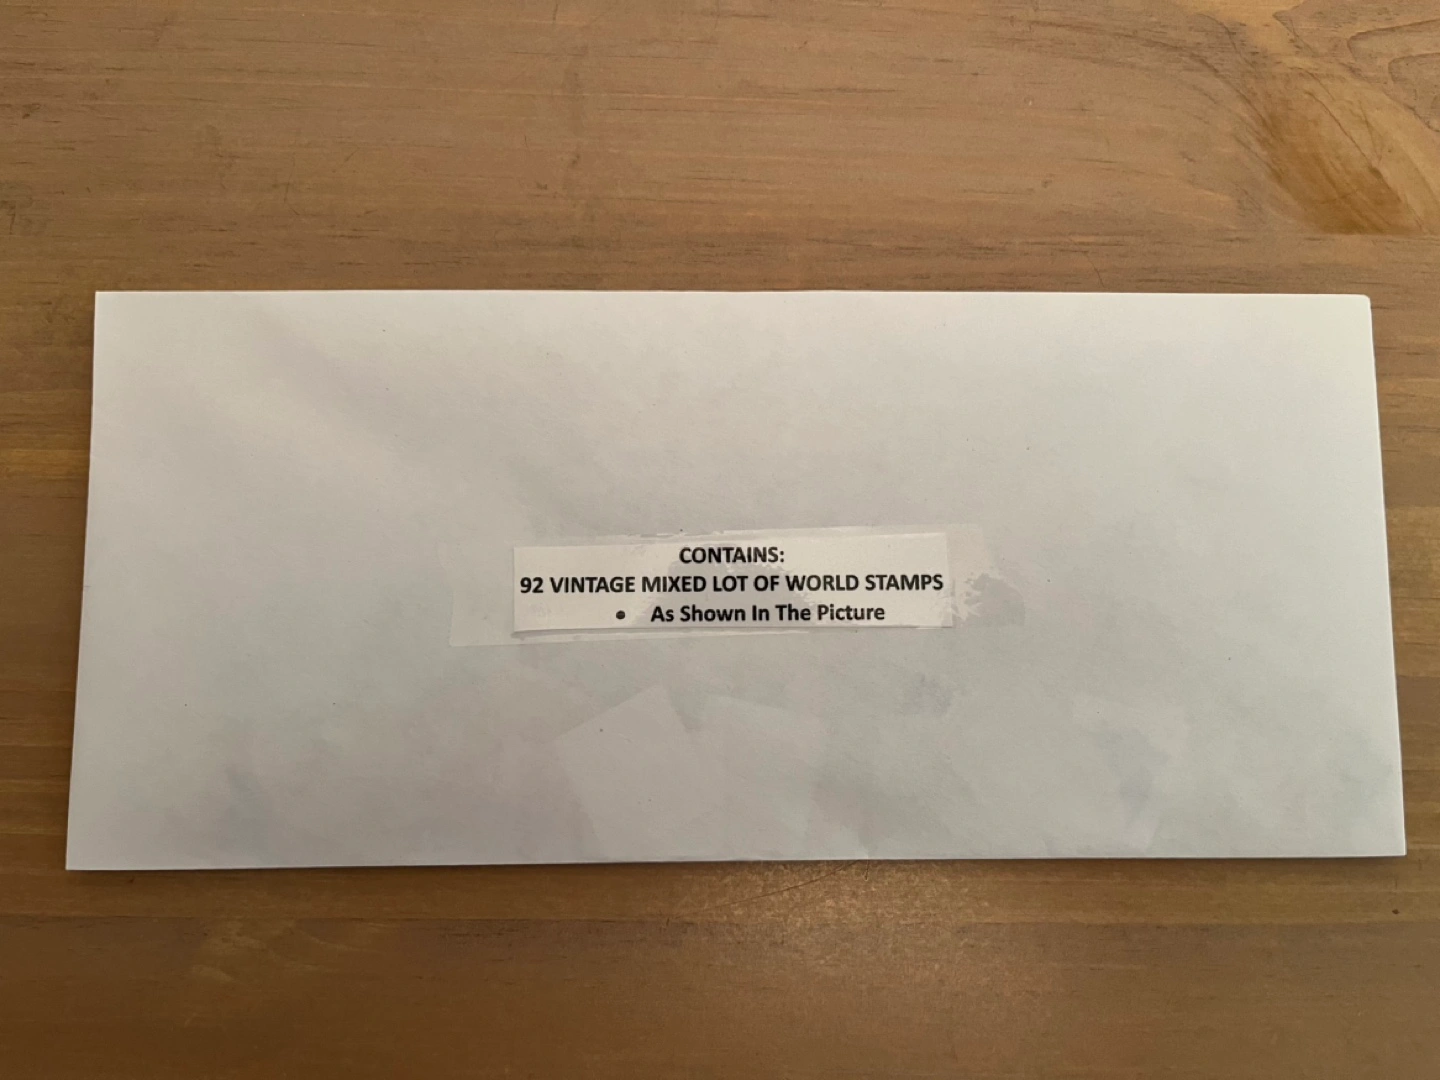 CONTAINS:
92 VINTAGE MIXED LOT OF WORLD STAMPS
• As Shown In The Picture